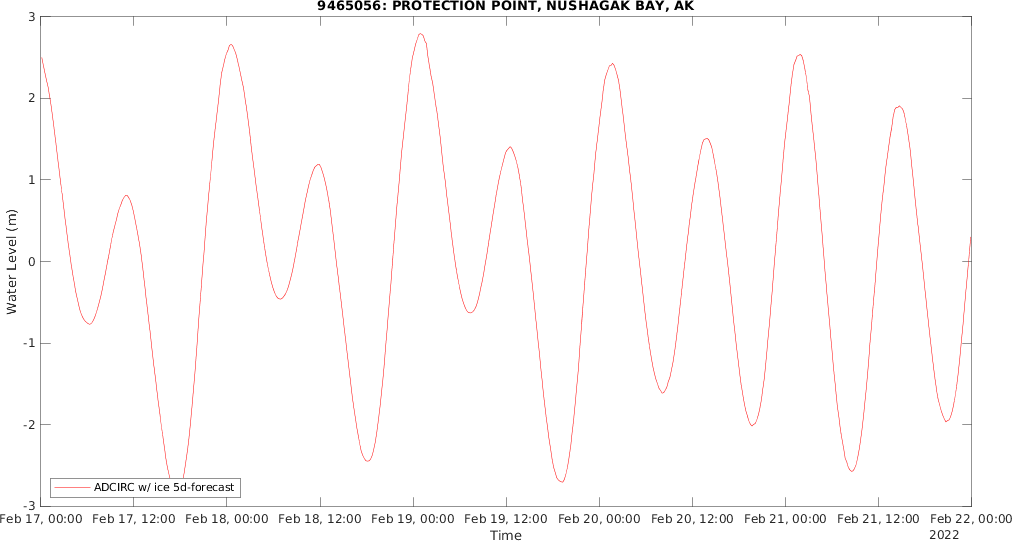 9465056: PROTECTION POINT, NUSHAGAK BAY, AK
3
2
1
0
-1
-2
-3
Water Level (m)
ADCIRC w/ ice 5d-forecast
Feb 17, 00:00 Feb 17, 12:00 Feb 18, 00:00 Feb 18, 12:00 Feb 19, 00:00 Feb 19, 12:00 Feb 20, 00:00 Feb 20, 12:00 Feb 21, 00:00 Feb 21, 12:00 Feb 22, 00:00
Time
2022